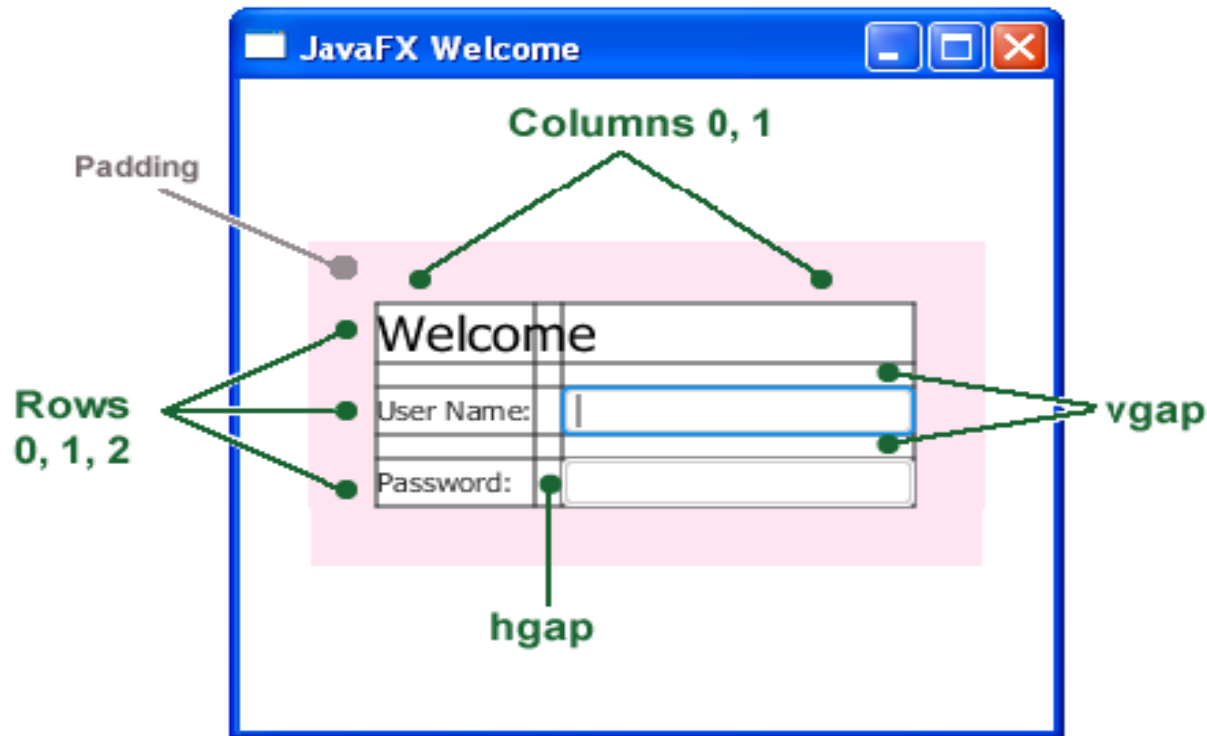 JavaFX Welcome
Columns 0, 1
Padding
Welcome
Rows
0, 1, 2
User Name:
vgap
Password:
hgap